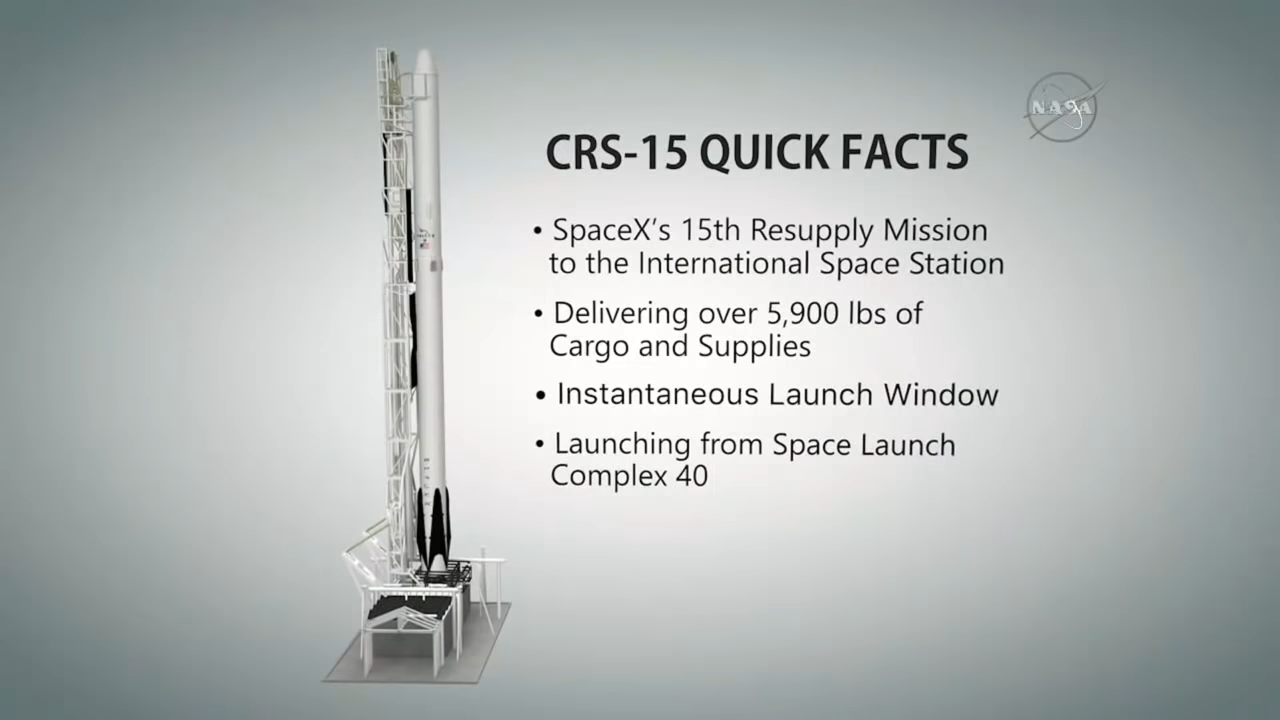 NASA
CRS-15 QUICK FACTS
• SpaceX's 15th Resupply Mission
to the International Space Station
• Delivering over 5,900 lbs of
Cargo and Supplies
• Instantaneous Launch Window
• Launching from Space Launch
Complex 40